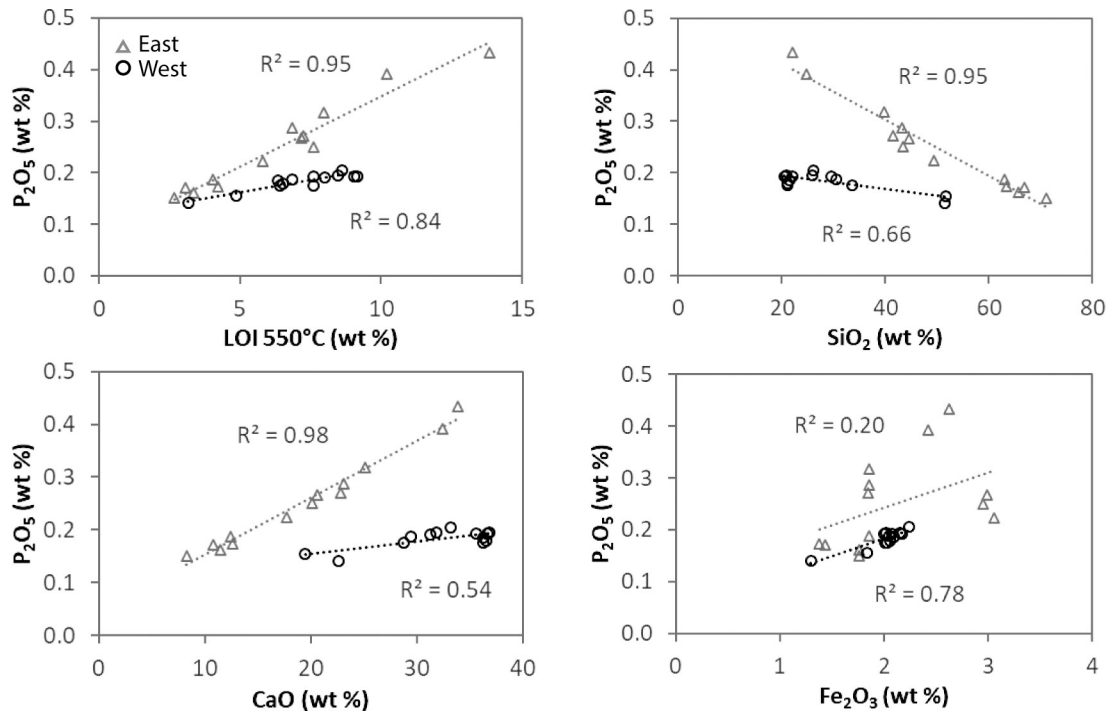 0.5
0.4
0.3
0.2
0.1
0.0
P₂O₅ (wt %)
East
West
R² = 0.95
R² = 0.84
0 5 10 15
LOI 550°C (wt %)
0.5
0.4
0.3
0.2
0.1
0.0
P₂O₅ (wt %)
R² = 0.95
R² = 0.66
0 20 40 60 80
SiO₂ (wt %)
0.5
0.4
0.3
0.2
0.1
0.0
P₂O₅ (wt %)
R² = 0.98
R² = 0.54
0 10 20 30 40
CaO (wt %)
0.5
0.4
0.3
0.2
0.1
0.0
P₂O₅ (wt %)
R² = 0.20
R² = 0.78
0 1 2 3 4
Fe₂O₃ (wt %)